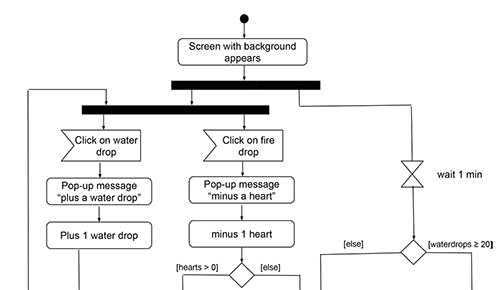 Screen with background
appears
Click on water
drop
Click on fire
drop
wait 1 min
Pop-up message
“plus a water drop”
Pop-up message
“minus a heart”
Plus 1 water drop
minus 1 heart
[else]
[waterdrops ≥ 20]
[hearts > 0]
[else]